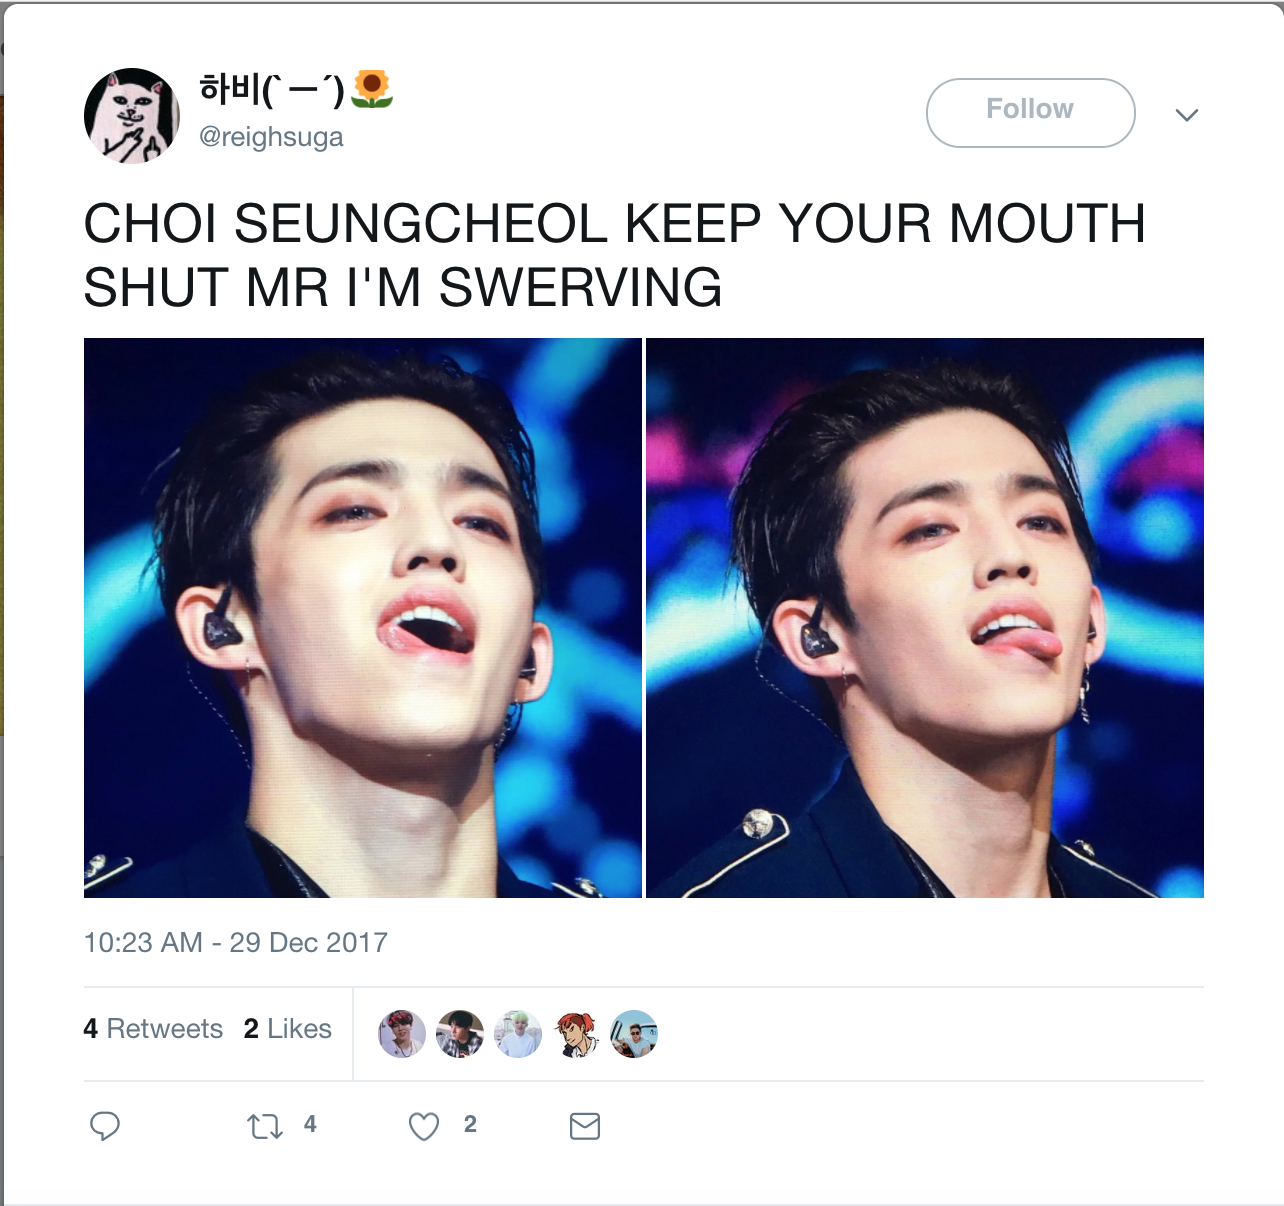 하비(`ー´)🌻
@reighsuga
Follow
CHOI SEUNGCHEOL KEEP YOUR MOUTH
SHUT MR I'M SWERVING
10:23 AM - 29 Dec 2017
4 Retweets 2 Likes
4 2